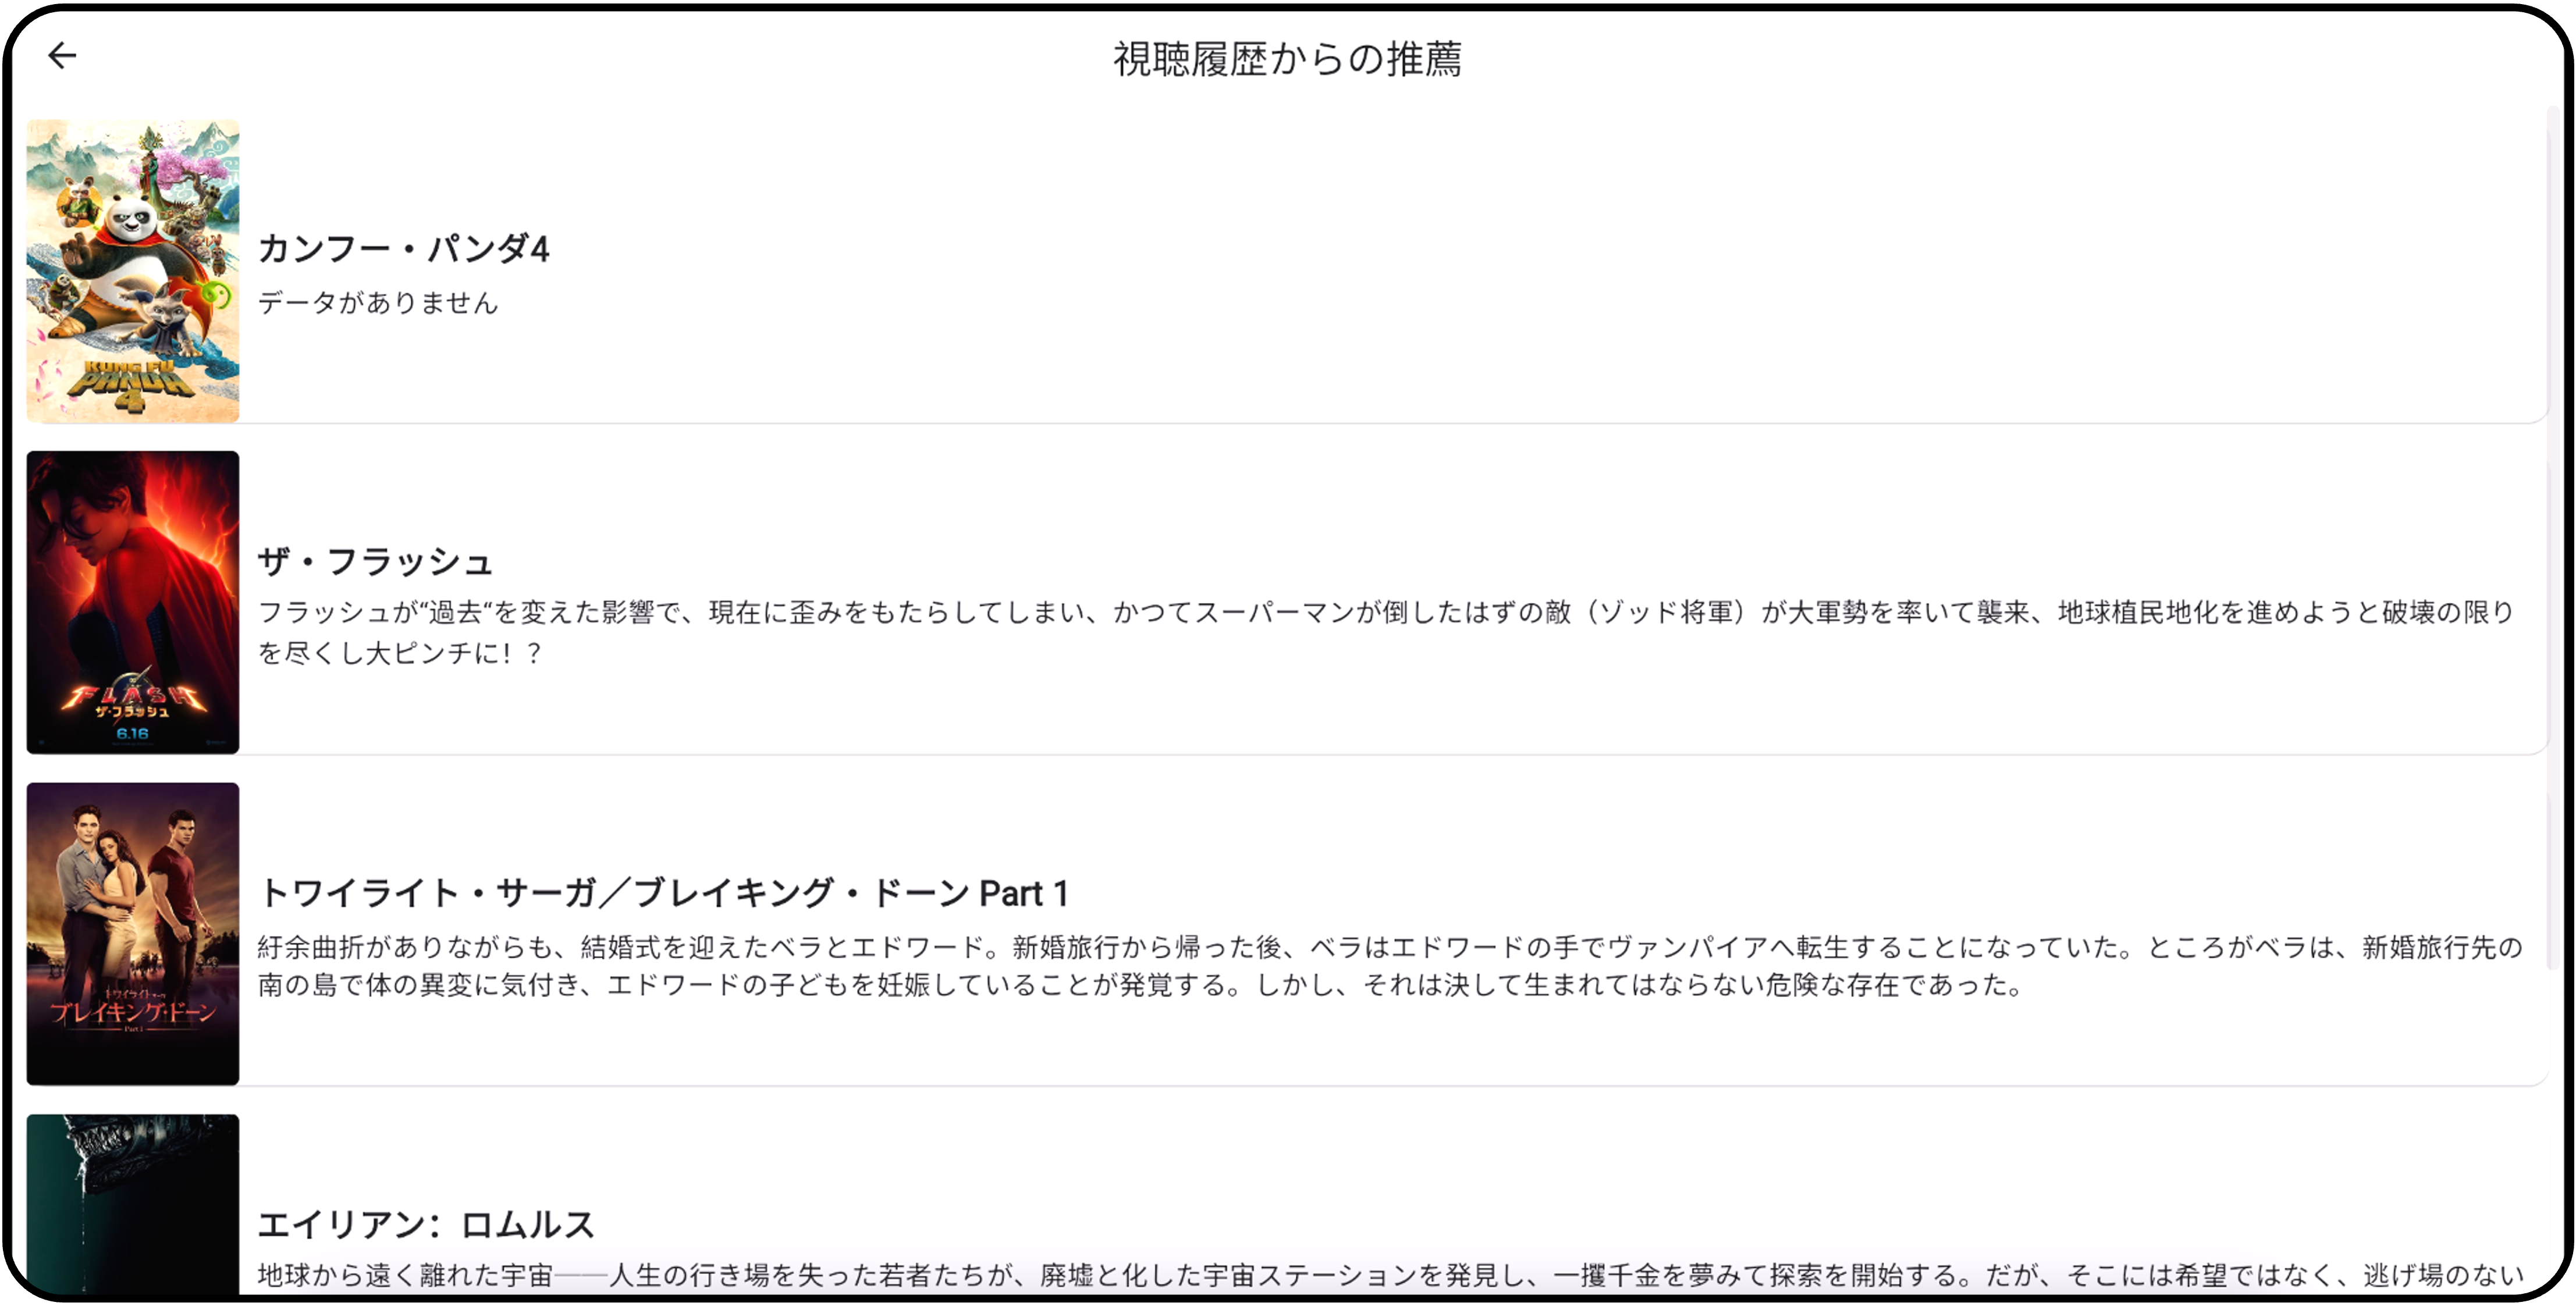 視聴履歴からの推薦
KUNG FU
PANDA
4
カンフー・パンダ4
データがありません
FLASH
ザ・フラッシュ
6.16
ザ・フラッシュ
フラッシュが“過去“を変えた影響で、現在に歪みをもたらしてしまい、かつてスーパーマンが倒したはずの敵（ゾッド将軍）が大軍勢を率いて襲来、地球植民地化を進めようと破壊の限り
を尽くし大ピンチに！？
トワイライト・サーガ
ブレイキング・ドーン
Part 1
トワイライト・サーガ／ブレイキング・ドーン Part 1
紆余曲折がありながらも、結婚式を迎えたベラとエドワード。新婚旅行から帰った後、ベラはエドワードの手でヴァンパイアへ転生することになっていた。ところがベラは、新婚旅行先の
南の島で体の異変に気付き、エドワードの子どもを妊娠していることが発覚する。しかし、それは決して生まれてはならない危険な存在であった。
エイリアン：ロムルス
地球から遠く離れた宇宙――人生の行き場を失った若者たちが、廃墟と化した宇宙ステーションを発見し、一攫千金を夢みて探索を開始する。だが、そこには希望ではなく、逃げ場のない